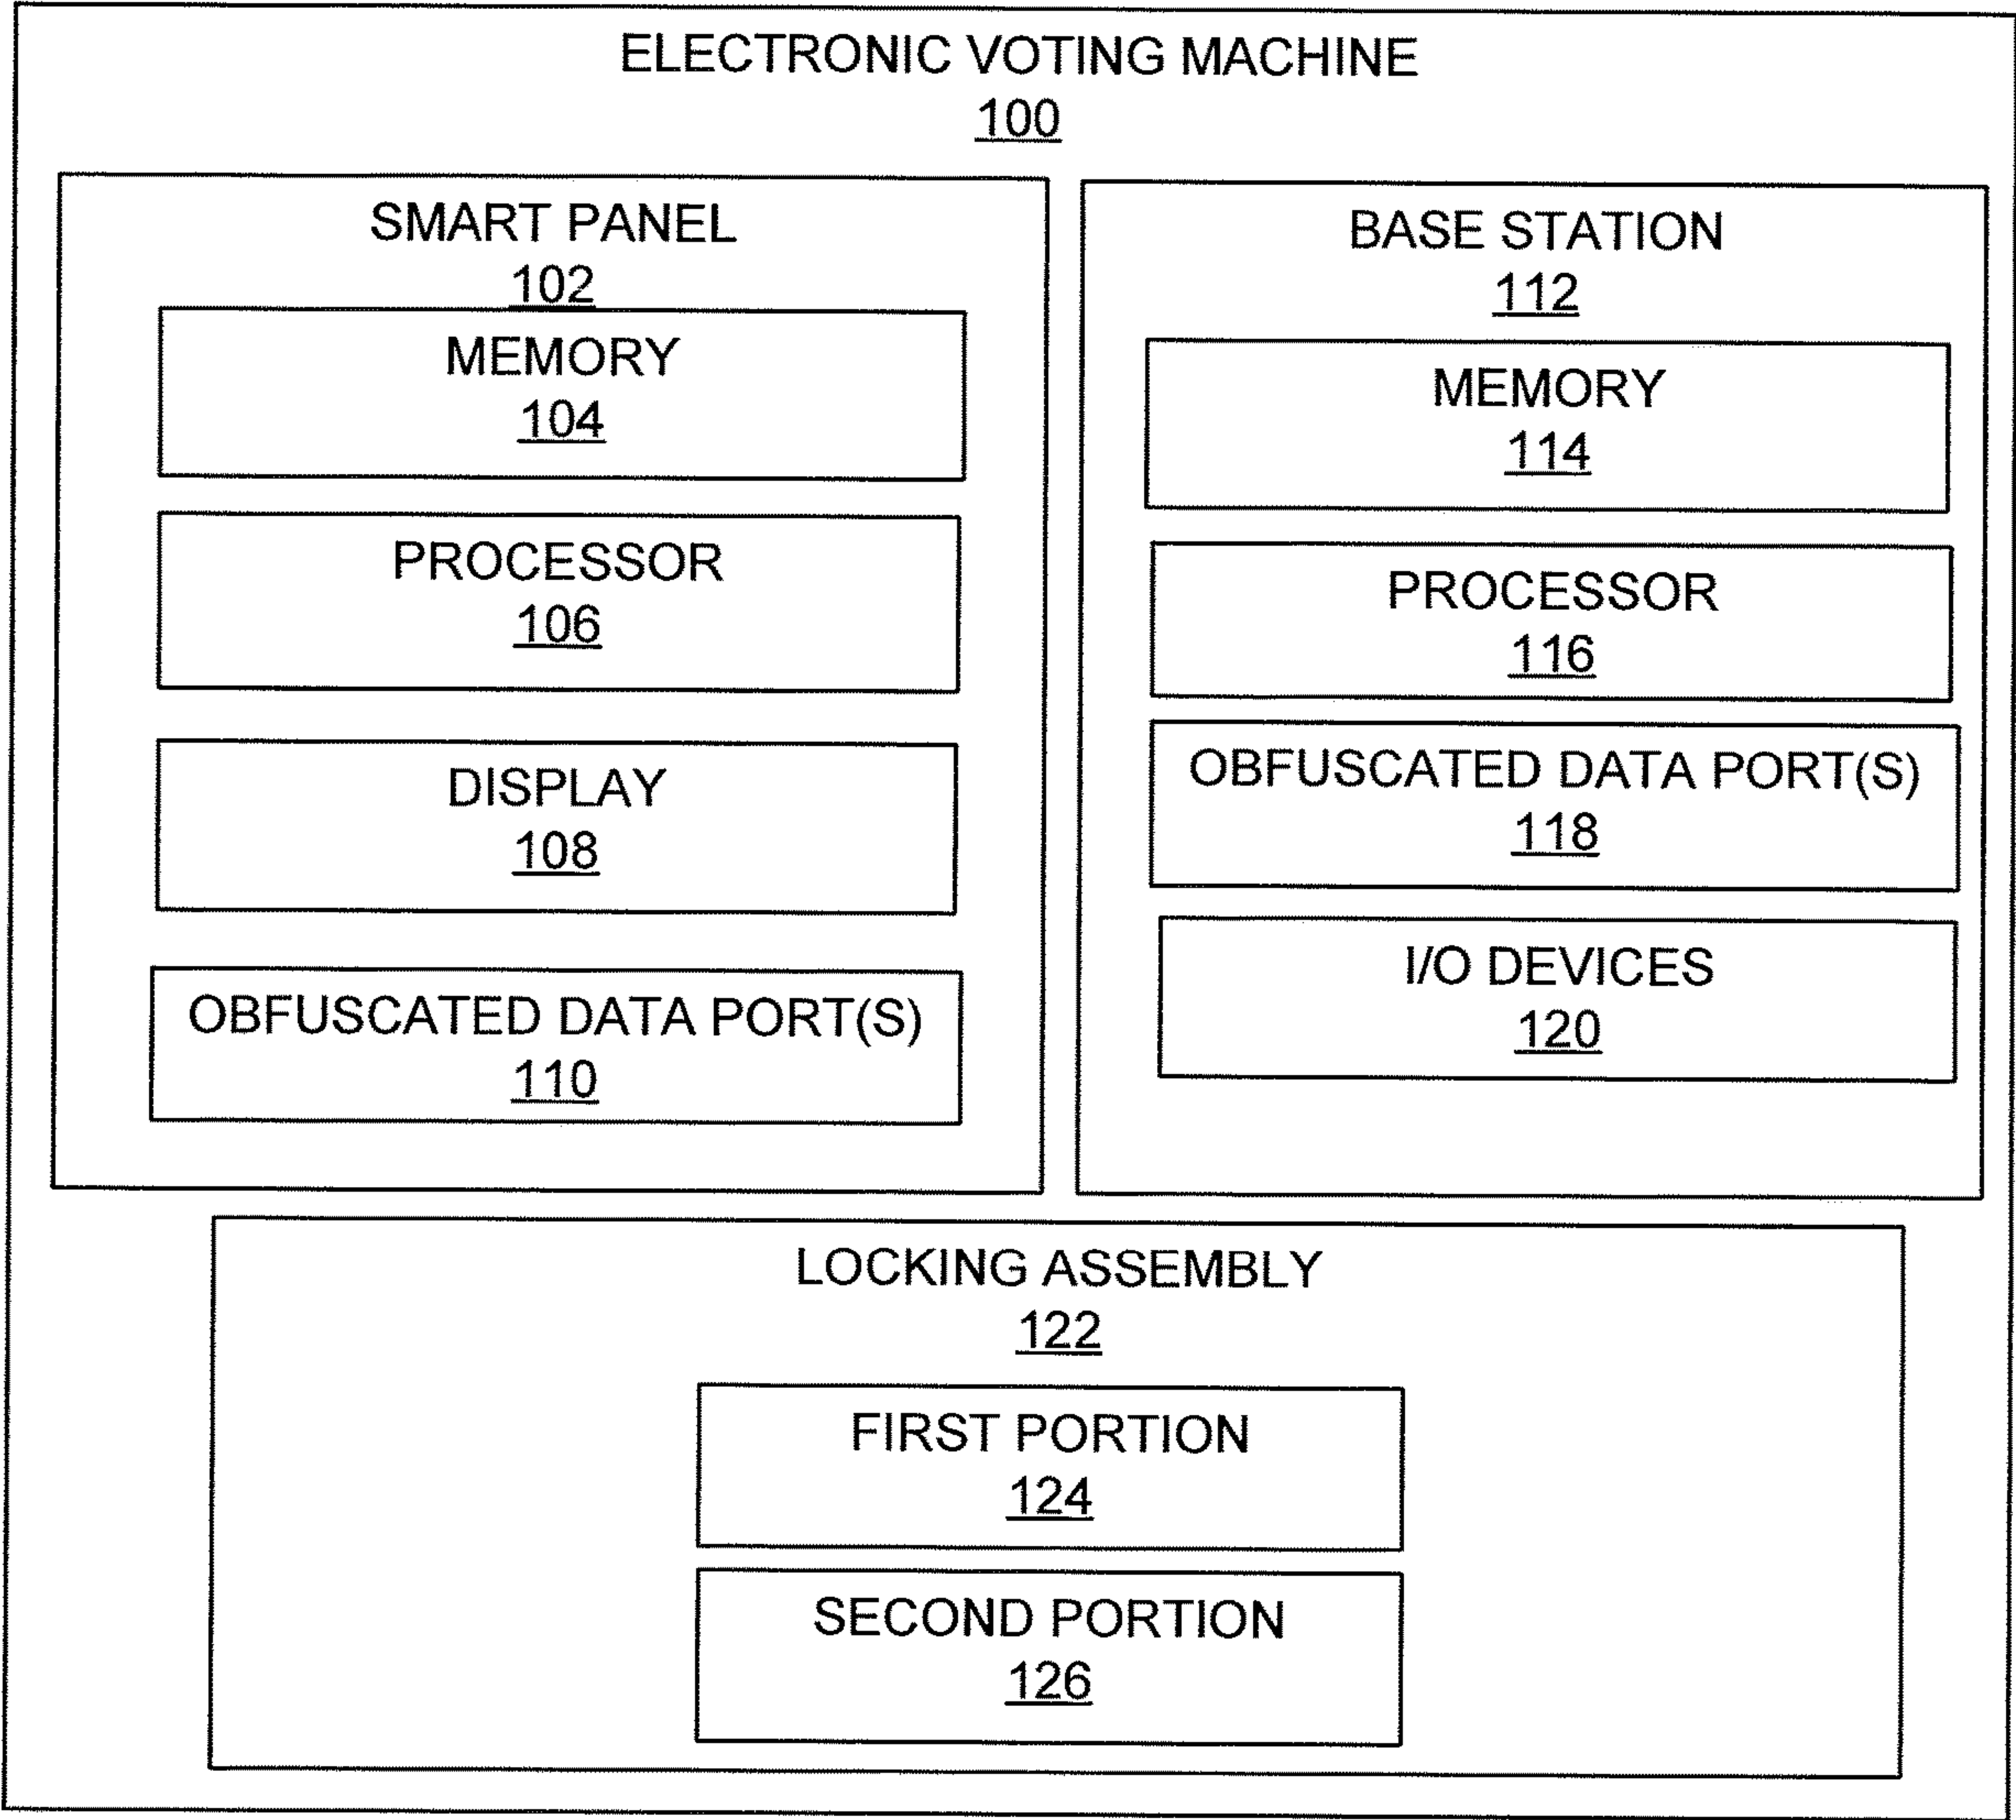 ELECTRONIC VOTING MACHINE
100
SMART PANEL
102
MEMORY
104
PROCESSOR
106
DISPLAY
108
OBFUSCATED DATA PORT(S)
110
BASE STATION
112
MEMORY
114
PROCESSOR
116
OBFUSCATED DATA PORT(S)
118
I/O DEVICES
120
LOCKING ASSEMBLY
122
FIRST PORTION
124
SECOND PORTION
126